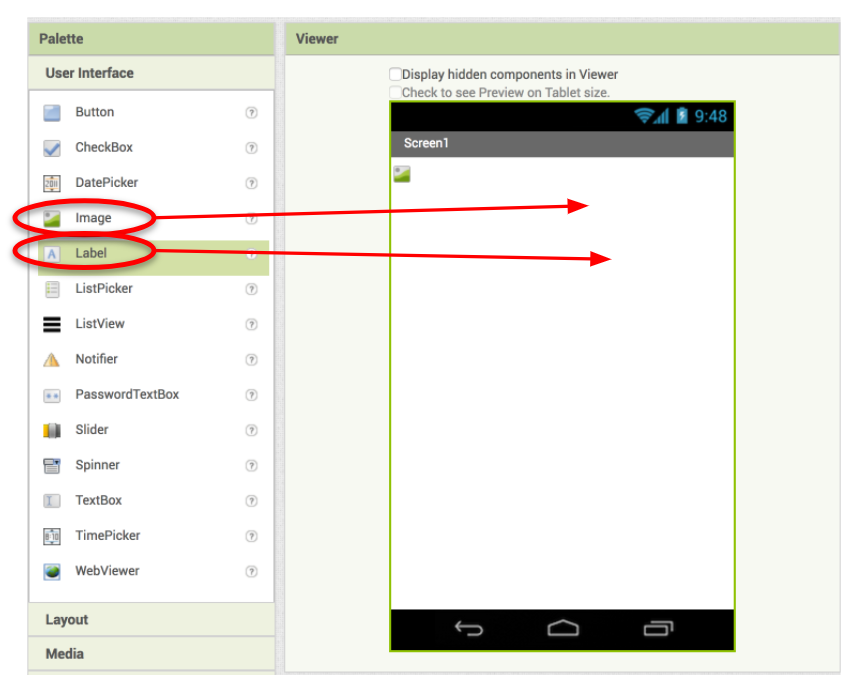 Palette
User Interface
Button
CheckBox
DatePicker
Image
Label
ListPicker
ListView
Notifier
PasswordTextBox
Slider
Spinner
TextBox
TimePicker
WebViewer
Layout
Media
Viewer
Display hidden components in Viewer
Check to see Preview on Tablet size.
9:48
Screen1